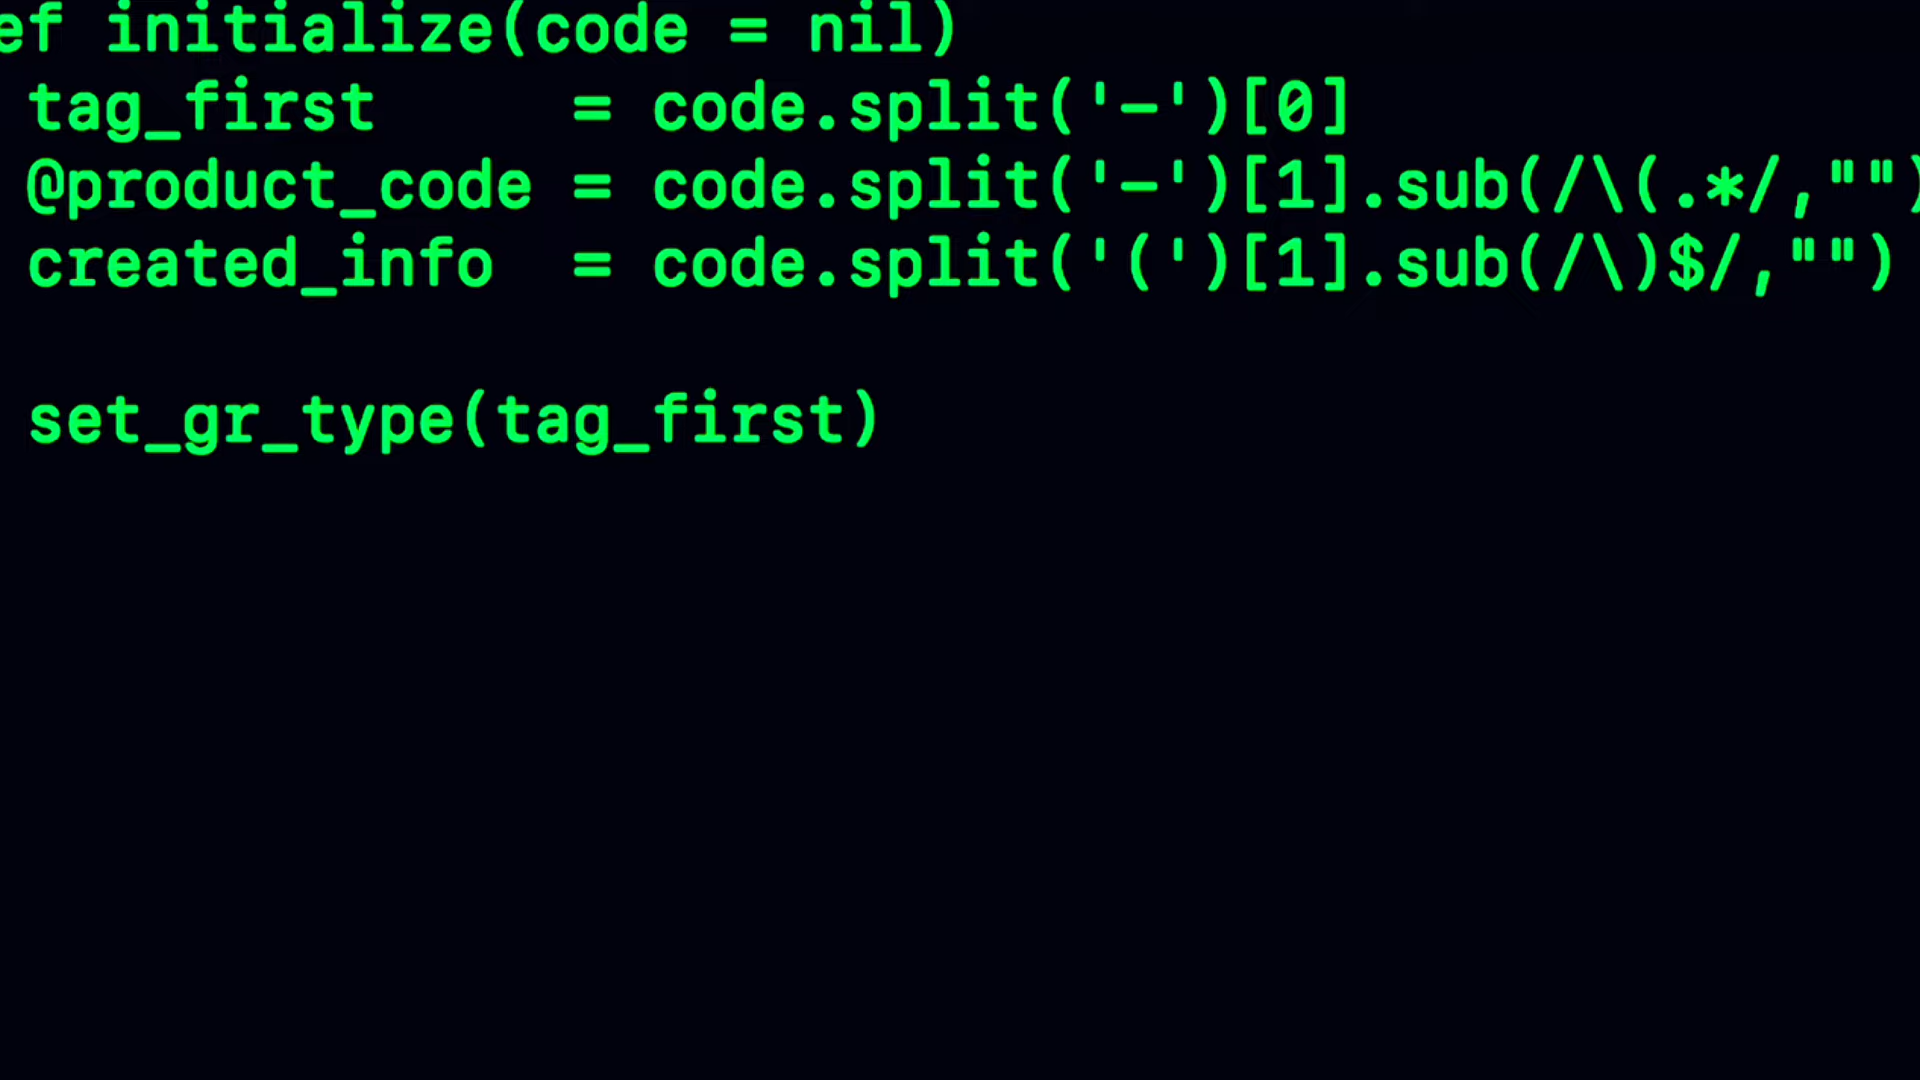 ef initialize(code = nil)
tag_first     = code.split('-')[0]
@product_code = code.split('-')[1].sub(/\(.*/,"")
created_info  = code.split('(')[1].sub(/\)$/,"")
set_gr_type(tag_first)